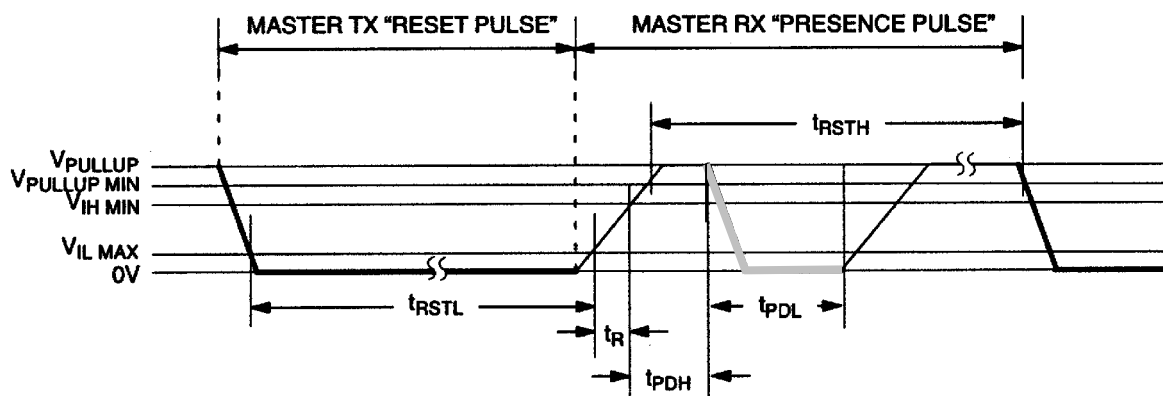 MASTER TX “RESET PULSE” MASTER RX “PRESENCE PULSE”
tRSTH
VPULLUP
VPULLUP MIN
VIH MIN
VIL MAX
0V
tRSTL
tPDL
tR
tPDH